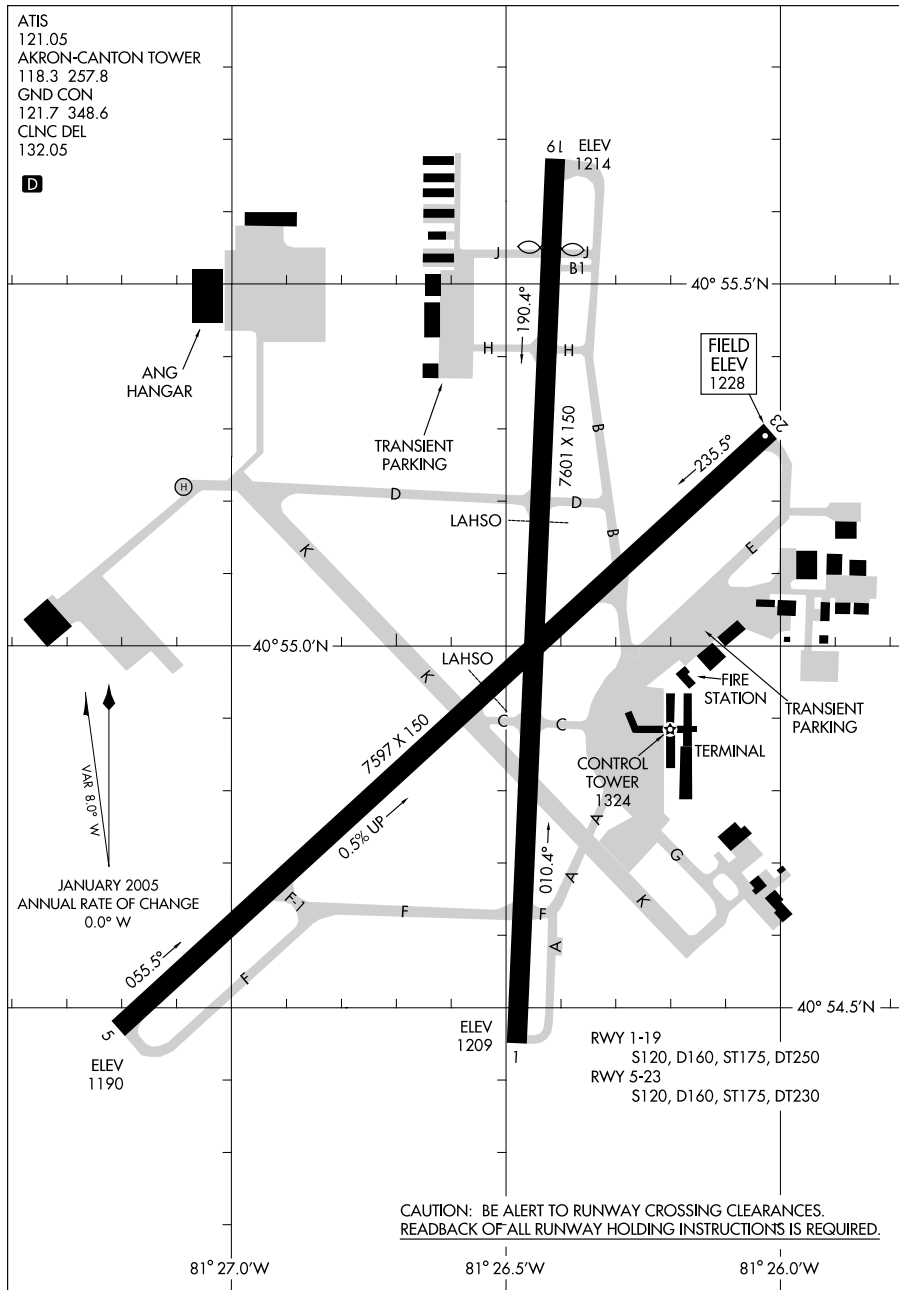 ATIS
121.05
AKRON-CANTON TOWER
118.3 257.8
GND CON
121.7 348.6
CLNC DEL
132.05
D
19
ELEV
1214
J
J
B1
40° 55.5'N
190.4°
ANG
HANGAR
H
H
FIELD
ELEV
1228
TRANSIENT
PARKING
7601 X 150
B
23
235.5°
H
D
D
LAHSO
B
K
E
40° 55.0'N
LAHSO
K
FIRE
STATION
TRANSIENT
PARKING
C
C
TERMINAL
CONTROL
TOWER
1324
7597 X 150
VAR 8.0° W
0.5% UP
A
G
JANUARY 2005
ANNUAL RATE OF CHANGE
0.0° W
010.4°
A
K
F-1
F
F
A
055.5°
F
5
ELEV
1190
ELEV
1209
1
40° 54.5'N
RWY 1-19
S120, D160, ST175, DT250
RWY 5-23
S120, D160, ST175, DT230
CAUTION: BE ALERT TO RUNWAY CROSSING CLEARANCES.
READBACK OF ALL RUNWAY HOLDING INSTRUCTIONS IS REQUIRED.
81° 27.0'W
81° 26.5'W
81° 26.0'W